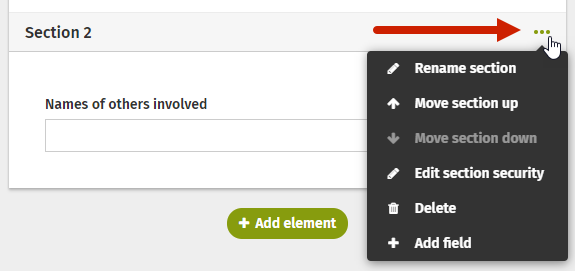 Section 2
Rename section
Names of others involved
Move section up
Move section down
Edit section security
Delete
Add element
Add field